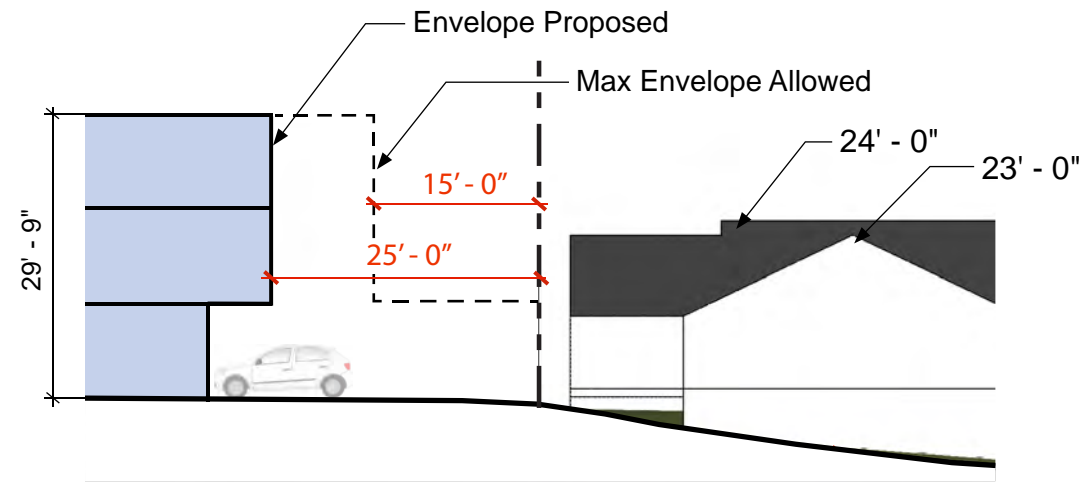 Envelope Proposed
Max Envelope Allowed
24' - 0"
23' - 0"
15' - 0"
25' - 0"
29' - 9"